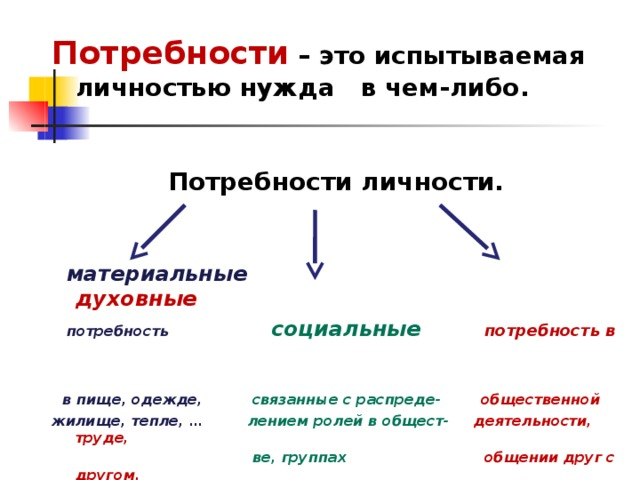 Потребности – это испытываемая
личностью нужда в чем-либо.
Потребности личности.
материальные
духовные
потребность социальные потребность в
в пище, одежде, связанные с распреде- общественной
жилище, тепле, ... лением ролей в общест- деятельности,
труде,
ве, группах общении друг с
другом.